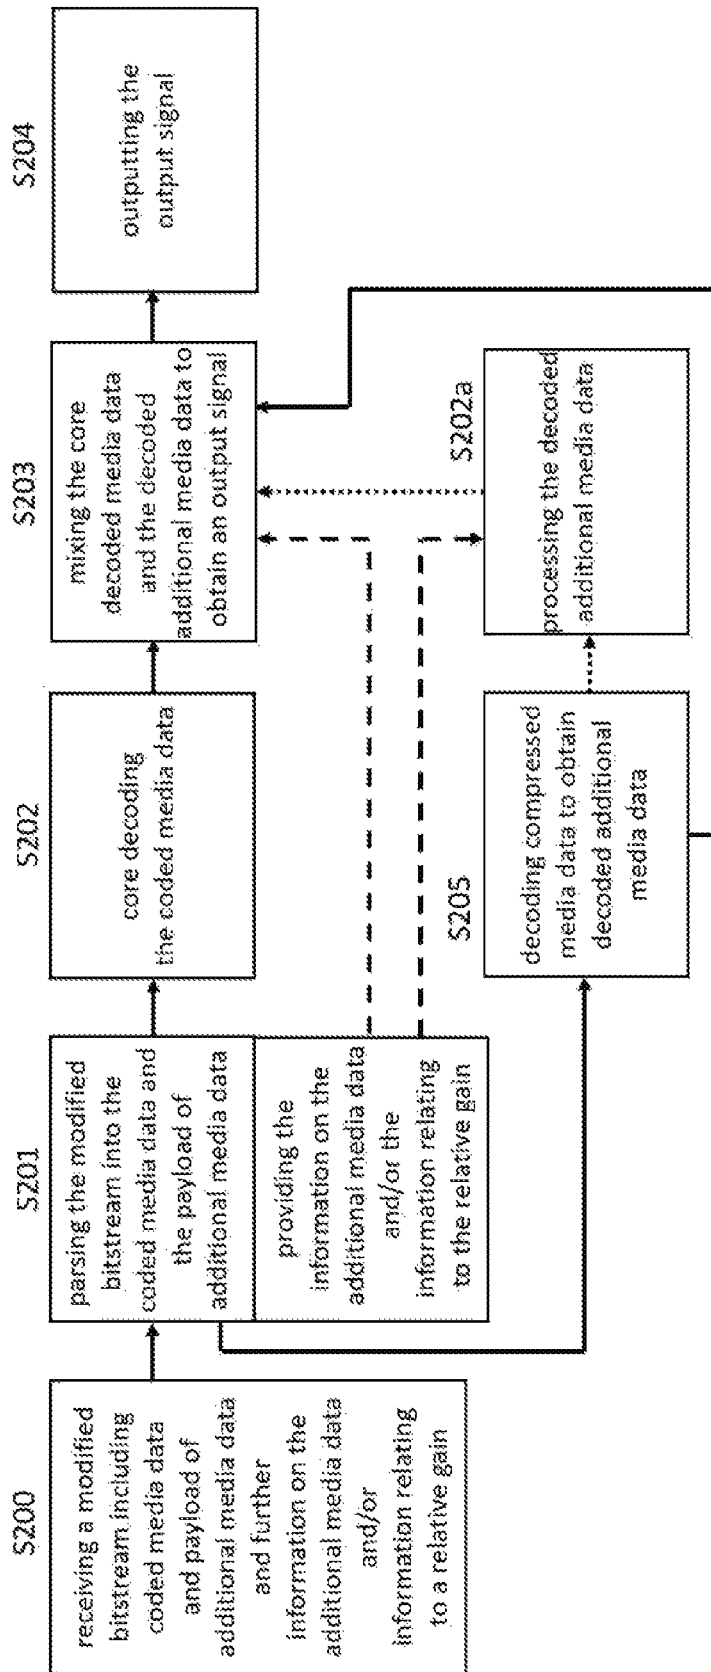 S200
receiving a modified
bitstream including
coded media data
and payload of
additional media data
and further
information on the
additional media data
and/or
information relating
to a relative gain
S201
parsing the modified
bitstream into the
coded media data and
the payload of
additional media data
providing the
information on the
additional media data
and/or the
information relating
to the relative gain
S202
core decoding
the coded media data
S203
mixing the core
decoded media data
and the decoded
additional media data to
obtain an output signal
S204
outputting the
output signal
S205
decoding compressed
media data to obtain
decoded additional
media data
S202a
processing the decoded
additional media data